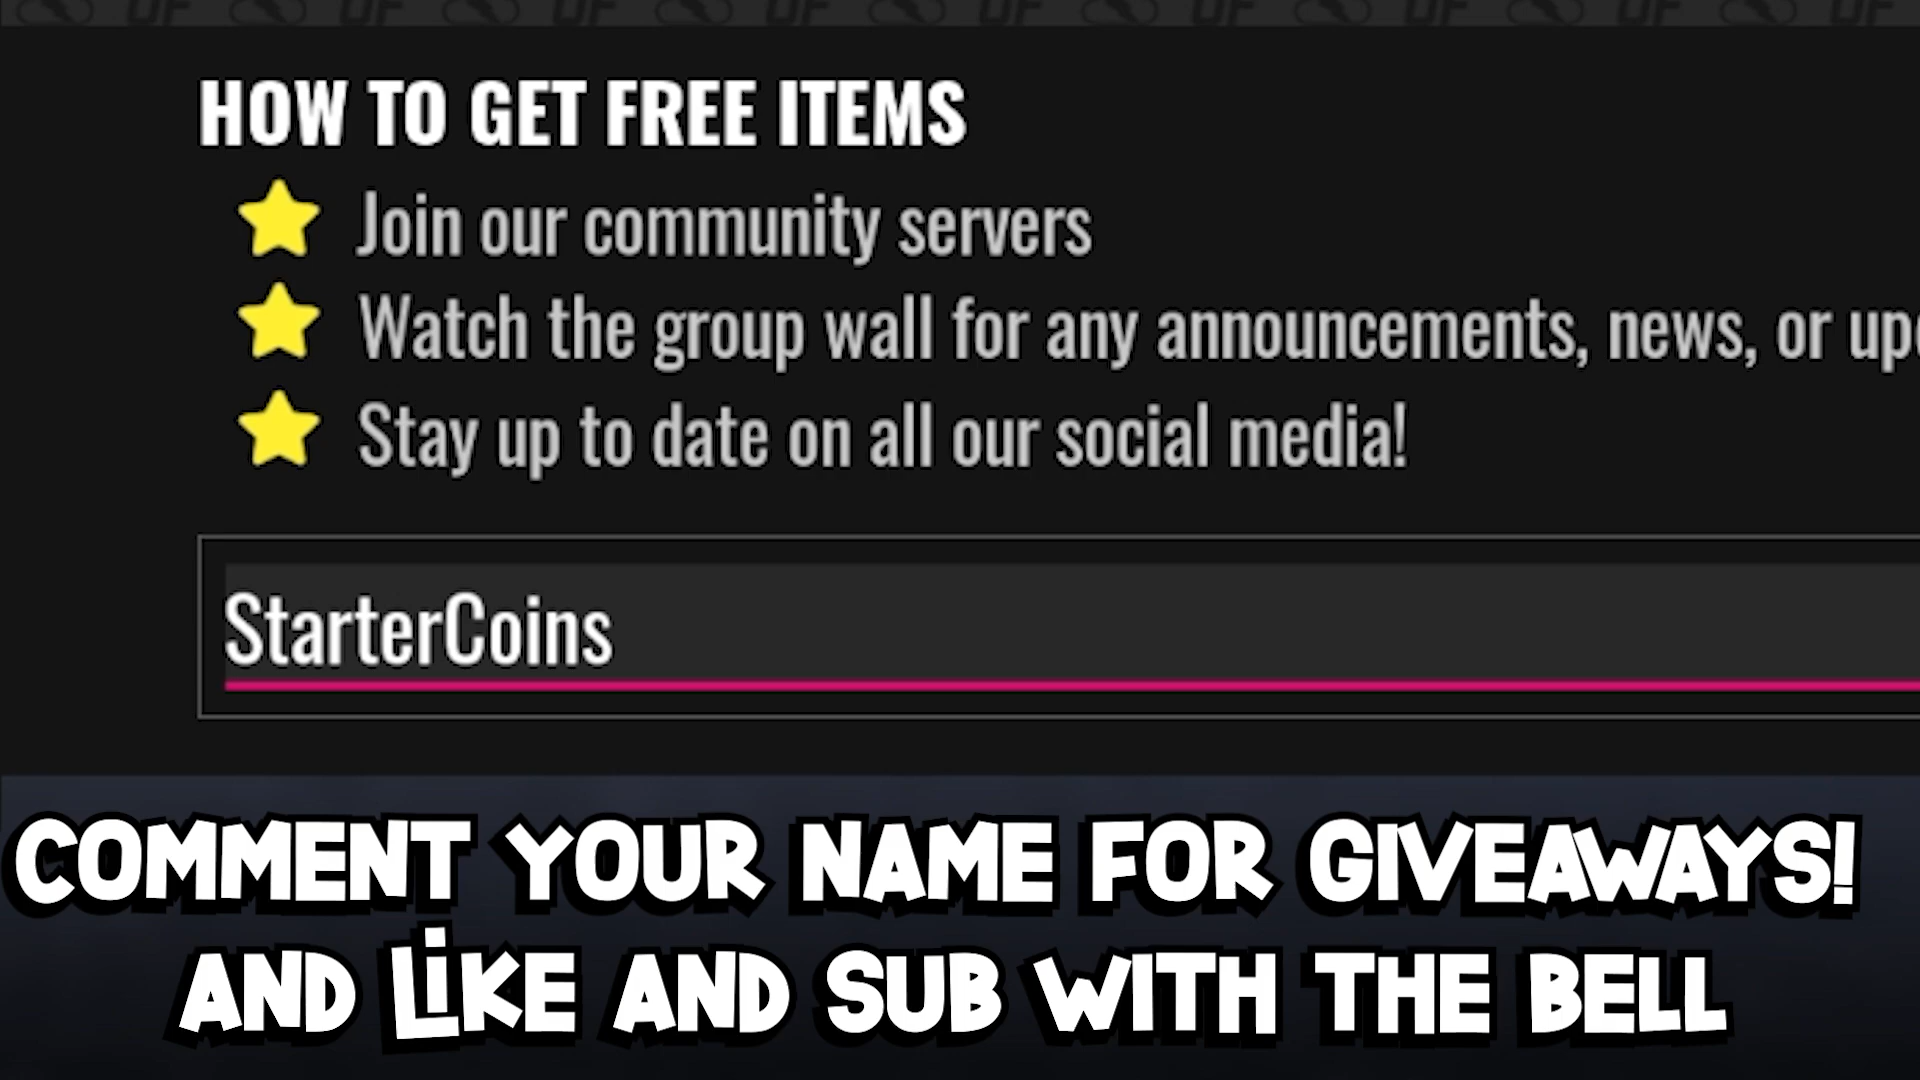 HOW TO GET FREE ITEMS
Join our community servers
Watch the group wall for any announcements, news, or
Stay up to date on all our social media!
StarterCoins
COMMENT YOUR NAME FOR GIVEAWAYS!
AND LiKE AND SUB WITH THE BELL